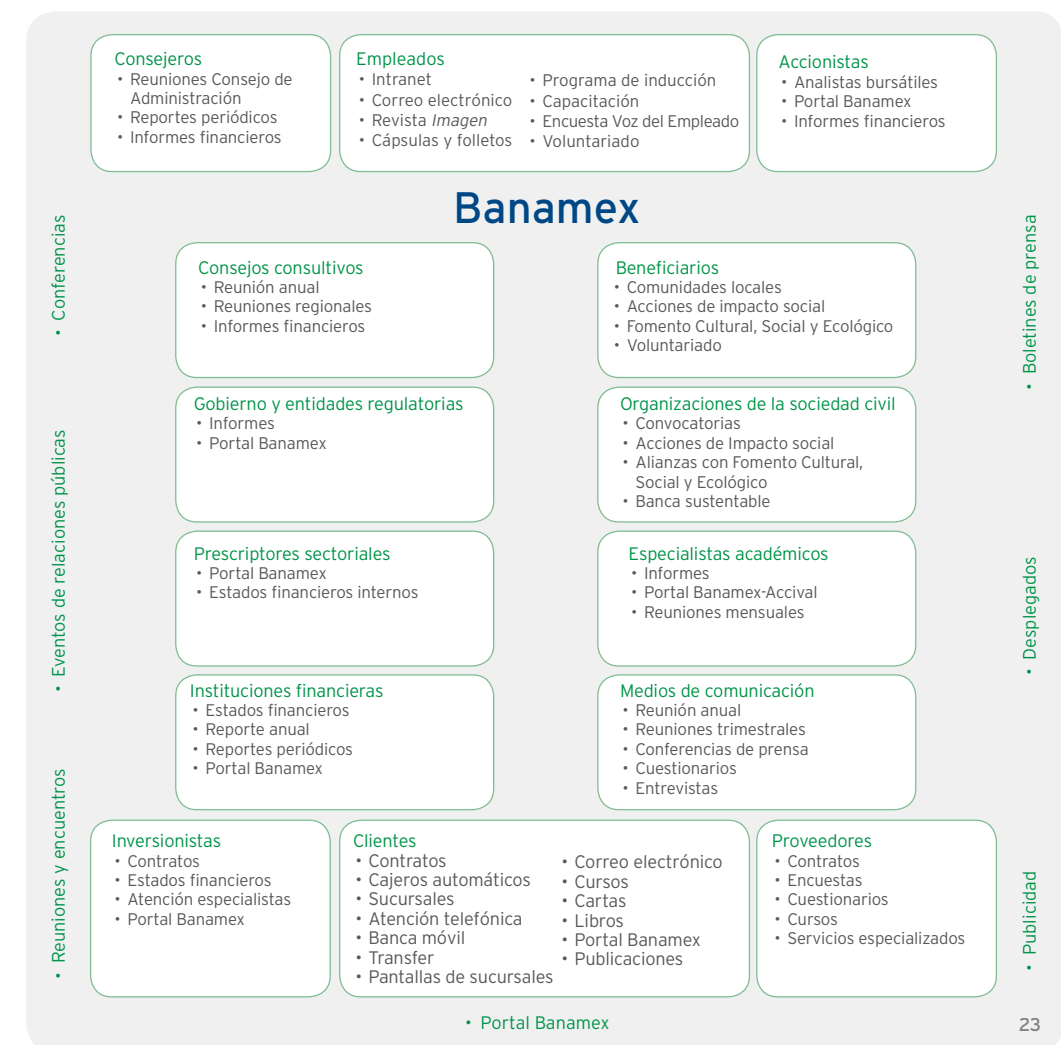 Consejeros
• Reuniones Consejo de
Administración
• Reportes periódicos
• Informes financieros
Empleados
• Intranet
• Correo electrónico
• Revista Imagen
• Cápsulas y folletos
• Programa de inducción
• Capacitación
• Encuesta Voz del Empleado
• Voluntariado
Accionistas
• Analistas bursátiles
• Portal Banamex
• Informes financieros
Banamex
• Conferencias
• Eventos de relaciones públicas
• Reuniones y encuentros
Consejos consultivos
• Reunión anual
• Reuniones regionales
• Informes financieros
Beneficiarios
• Comunidades locales
• Acciones de impacto social
• Fomento Cultural, Social y Ecológico
• Voluntariado
Gobierno y entidades regulatorias
• Informes
• Portal Banamex
Organizaciones de la sociedad civil
• Convocatorias
• Acciones de Impacto social
• Alianzas con Fomento Cultural,
Social y Ecológico
• Banca sustentable
Prescriptores sectoriales
• Portal Banamex
• Estados financieros internos
Especialistas académicos
• Informes
• Portal Banamex-Accival
• Reuniones mensuales
Instituciones financieras
• Estados financieros
• Reporte anual
• Reportes periódicos
• Portal Banamex
Medios de comunicación
• Reunión anual
• Reuniones trimestrales
• Conferencias de prensa
• Cuestionarios
• Entrevistas
• Boletines de prensa
• Desplegados
• Publicidad
Inversionistas
• Contratos
• Estados financieros
• Atención especialistas
• Portal Banamex
Clientes
• Contratos
• Cajeros automáticos
• Sucursales
• Atención telefónica
• Banca móvil
• Transfer
• Pantallas de sucursales
• Correo electrónico
• Cursos
• Cartas
• Libros
• Portal Banamex
• Publicaciones
Proveedores
• Contratos
• Encuestas
• Cuestionarios
• Cursos
• Servicios especializados
• Portal Banamex
23